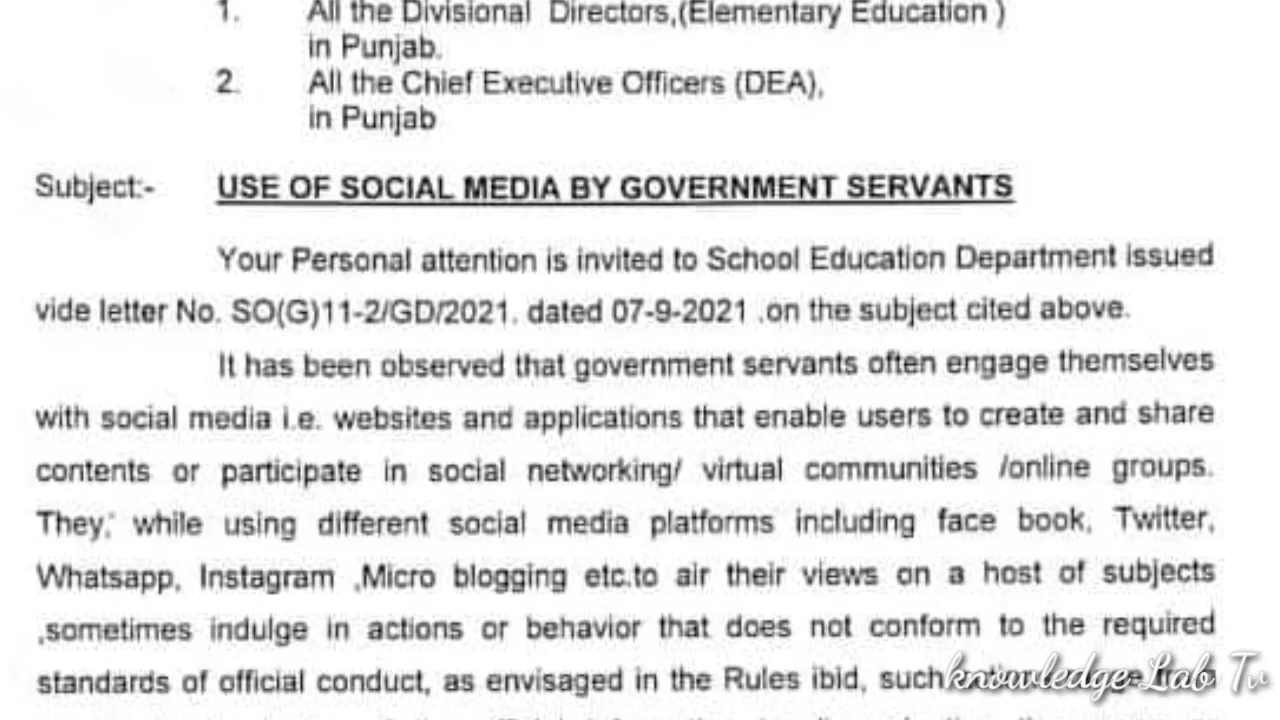 1. All the Divisional Directors,(Elementary Education )
in Punjab.
2. All the Chief Executive Officers (DEA),
in Punjab
Subject:- USE OF SOCIAL MEDIA BY GOVERNMENT SERVANTS
Your Personal attention is invited to School Education Department issued
vide letter No. SO(G)11-2/GD/2021. dated 07-9-2021 .on the subject cited above.
It has been observed that government servants often engage themselves
with social media i.e. websites and applications that enable users to create and share
contents or participate in social networking/ virtual communities /online groups.
They,' while using different social media platforms including face book, Twitter,
Whatsapp, Instagram ,Micro blogging etc.to air their views on a host of subjects
,sometimes indulge in actions or behavior that does not conform to the required
standards of official conduct, as envisaged in the Rules ibid, such
knowledge Lab Tv